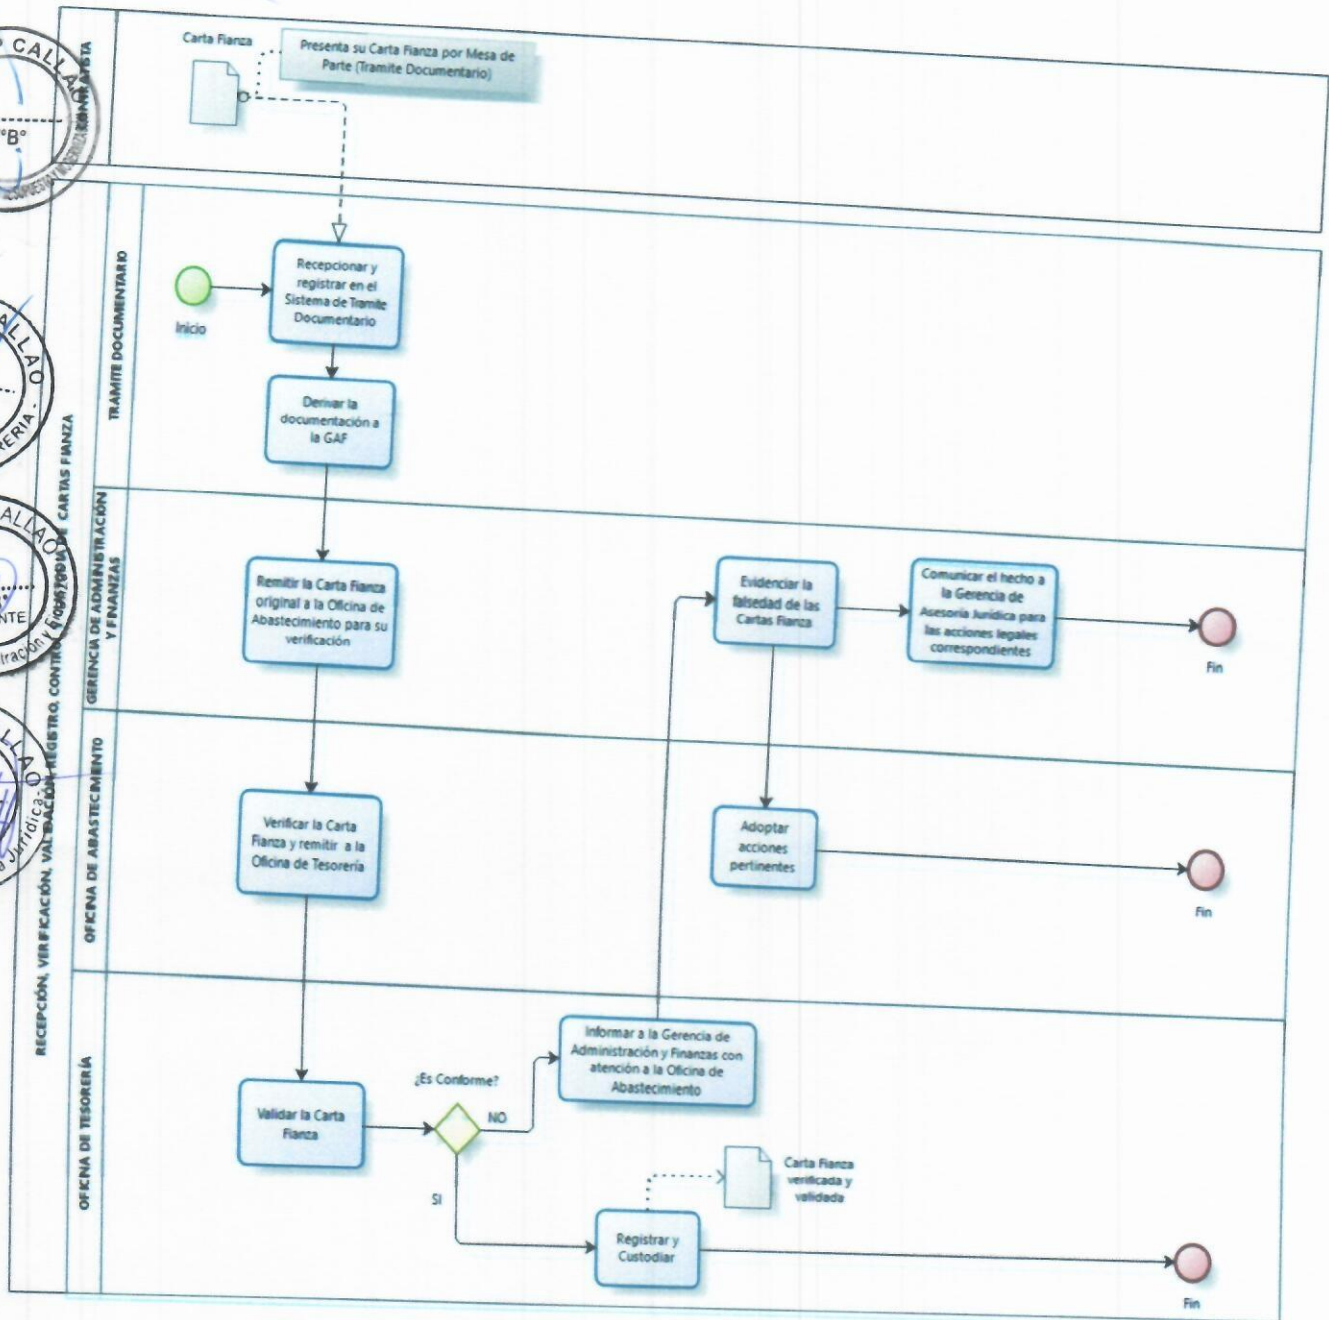 CALLAO
"B"
CONTRATISTA
Carta Fianza
Presenta su Carta Fianza por Mesa de
Parte (Tramite Documentario)
RECEPCIÓN, VERIFICACIÓN, VALIDACIÓN, REGISTRO, CONTROL Y CUSTODIA DE CARTAS FIANZA
TRÁMITE DOCUMENTARIO
Inicio
Recepcionar y
registrar en el
Sistema de Tramite
Documentario
Derivar la
documentación a
la GAF
GERENCIA DE ADMINISTRACIÓN
Y FINANZAS
Remitir la Carta Fianza
original a la Oficina de
Abastecimiento para su
verificación
Evidenciar la
falsedad de las
Cartas Fianza
Comunicar el hecho a
la Gerencia de
Asesoría Jurídica para
las acciones legales
correspondientes
Fin
OFICINA DE ABASTECIMENTO
Verificar la Carta
Fianza y remitir a la
Oficina de Tesorería
Adoptar
acciones
pertinentes
Fin
OFICINA DE TESORERÍA
Validar la Carta
Fianza
¿Es Conforme?
NO
SI
Informar a la Gerencia de
Administración y Finanzas con
atención a la Oficina de
Abastecimiento
Carta Fianza
verificada y
validada
Registrar y
Custodiar
Fin